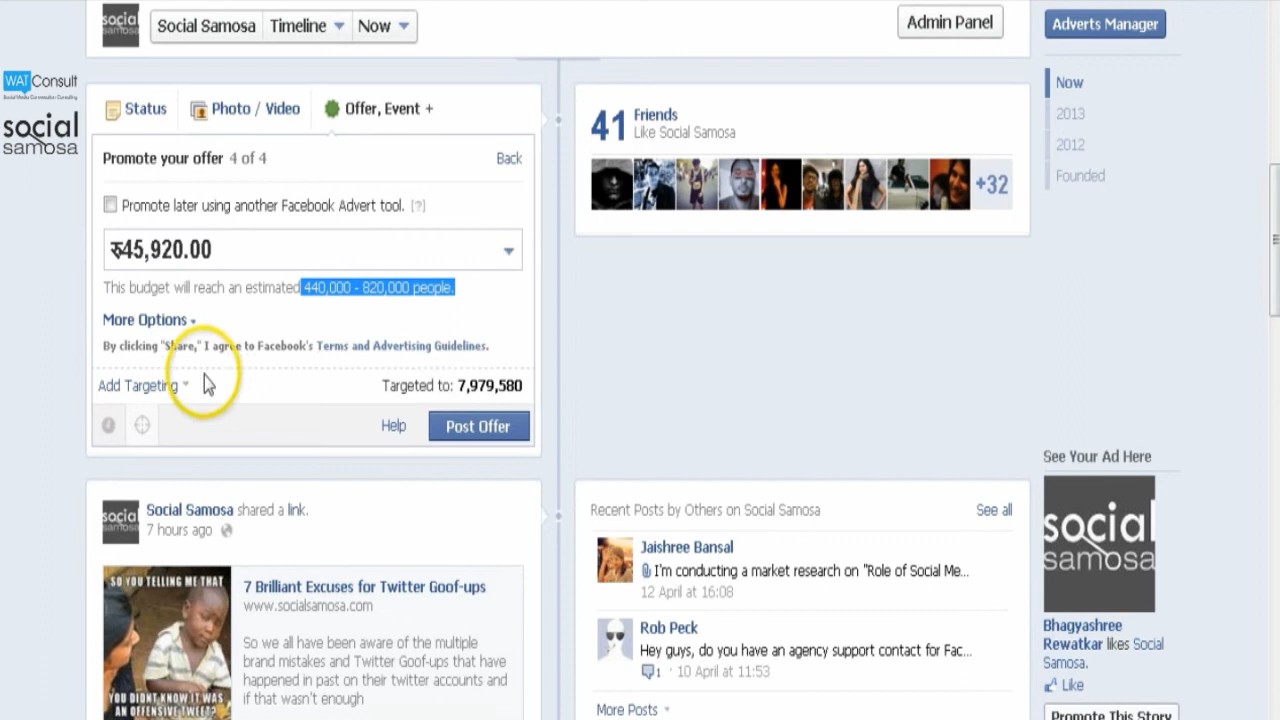 social
samosa
Social Samosa Timeline Now
Admin Panel
Adverts Manager
WATConsult
social
samosa
Status Photo / Video Offer, Event +
Promote your offer 4 of 4 Back
Promote later using another Facebook Advert tool. [?]
रु45,920.00
This budget will reach an estimated 440,000 - 820,000 people.
More Options
By clicking "Share," I agree to Facebook's Terms and Advertising Guidelines.
Add Targeting Targeted to: 7,979,580
Help Post Offer
41 Friends
Like Social Samosa
+32
Now
2013
2012
Founded
social
samosa
Social Samosa shared a link.
7 hours ago
SO YOU TELLING ME THAT
YOU DIDNT KNOW IT WAS
AN OFFENSIVE TWEET?
7 Brilliant Excuses for Twitter Goof-ups
www.socialsamosa.com
So we all have been aware of the multiple
brand mistakes and Twitter Goof-ups that have
happened in past on their twitter accounts and
if that wasn't enough
Recent Posts by Others on Social Samosa See all
Jaishree Bansal
I'm conducting a market research on "Role of Social Me...
12 April at 16:08
Rob Peck
Hey guys, do you have an agency support contact for Fac...
1 · 10 April at 11:53
More Posts
See Your Ad Here
social
samosa
Bhagyashree
Rewatkar likes Social
Samosa.
Like
Promote This Story